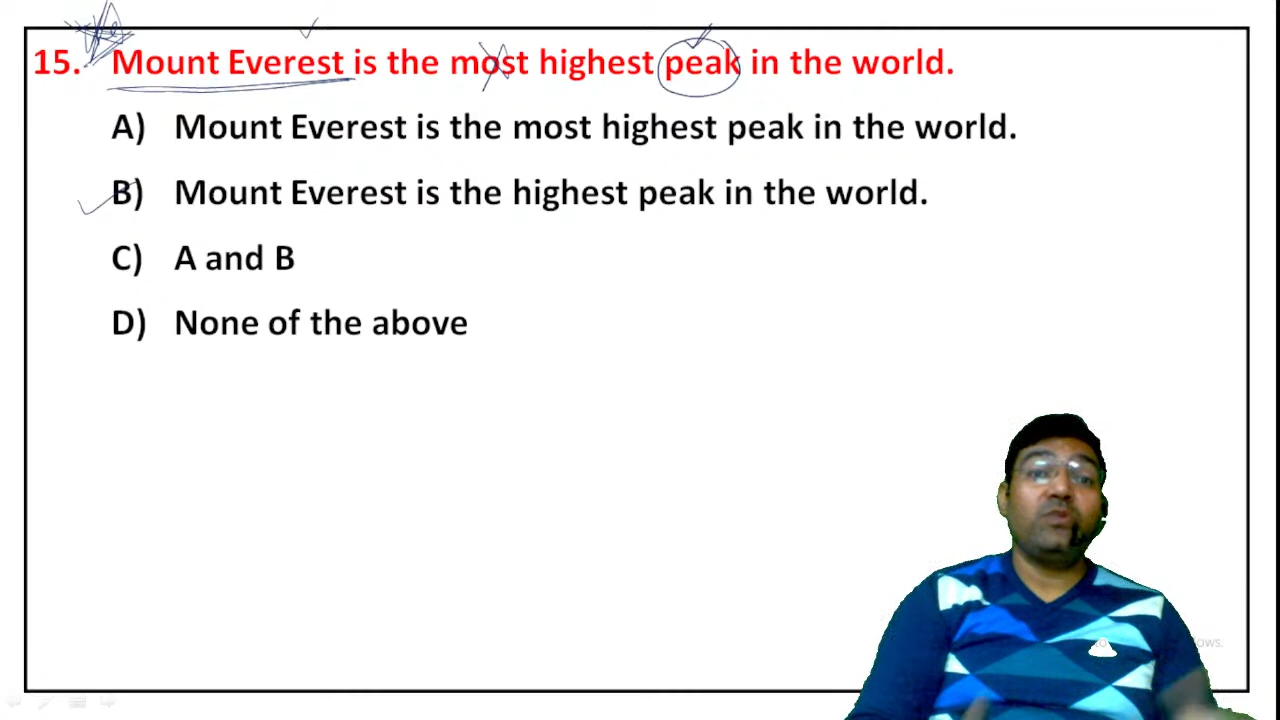 15. Mount Everest is the most highest peak in the world.
A) Mount Everest is the most highest peak in the world.
B) Mount Everest is the highest peak in the world.
C) A and B
D) None of the above